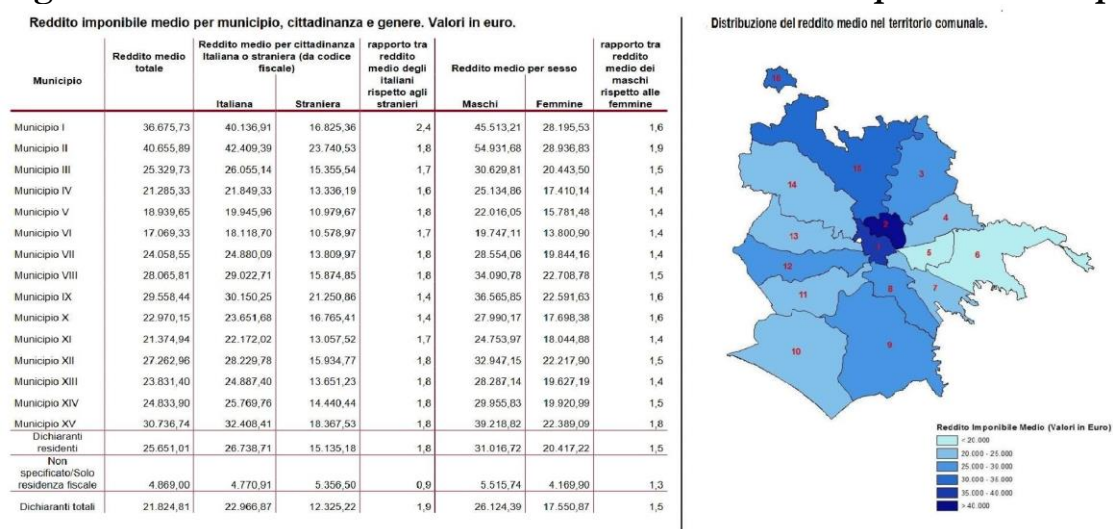 Reddito imponibile medio per municipio, cittadinanza e genere. Valori in euro.
Municipio
Reddito medio totale
Reddito medio per cittadinanza Italiana o straniera (da codice fiscale)
rapporto tra reddito medio degli italiani rispetto agli stranieri
Reddito medio per sesso
rapporto tra reddito medio dei maschi rispetto alle femmine
Italiana Straniera Maschi Femmine
Municipio I 36.675,73 40.136,91 16.825,36 2,4 45.513,21 28.195,53 1,6
Municipio II 40.655,89 42.409,39 23.740,53 1,8 54.931,68 28.936,83 1,9
Municipio III 25.329,73 26.055,14 15.355,54 1,7 30.629,81 20.443,50 1,5
Municipio IV 21.285,33 21.849,33 13.336,19 1,6 25.134,86 17.410,14 1,4
Municipio V 18.939,65 19.945,96 10.979,67 1,8 22.016,05 15.781,48 1,4
Municipio VI 17.069,33 18.118,70 10.578,97 1,7 19.747,11 13.800,90 1,4
Municipio VII 24.058,55 24.880,09 13.809,97 1,8 28.554,06 19.844,16 1,4
Municipio VIII 28.065,81 29.022,71 15.874,85 1,8 34.090,78 22.708,78 1,5
Municipio IX 29.558,44 30.150,25 21.250,86 1,4 36.565,85 22.591,63 1,6
Municipio X 22.970,15 23.651,68 16.765,41 1,4 27.990,17 17.698,38 1,6
Municipio XI 21.374,94 22.172,02 13.057,52 1,7 24.753,97 18.044,88 1,4
Municipio XII 27.262,96 28.229,78 15.934,77 1,8 32.947,15 22.217,90 1,5
Municipio XIII 23.831,40 24.887,40 13.651,23 1,8 28.287,14 19.627,19 1,4
Municipio XIV 24.833,90 25.769,76 14.440,44 1,8 29.955,83 19.920,99 1,5
Municipio XV 30.736,74 32.408,41 18.367,53 1,8 39.218,82 22.389,09 1,8
Dichiaranti residenti 25.651,01 26.738,71 15.135,18 1,8 31.016,72 20.417,22 1,5
Non specificato/Solo residenza fiscale 4.869,00 4.770,91 5.356,50 0,9 5.515,74 4.169,90 1,3
Dichiaranti totali 21.824,81 22.966,87 12.325,22 1,9 26.124,39 17.550,87 1,5
Distribuzione del reddito medio nel territorio comunale.
3
14
4
2
13
1
5
6
12
8
7
11
10
9
Reddito Imponibile Medio (Valori in Euro)
< 20.000
20.000 - 25.000
25.000 - 30.000
30.000 - 35.000
35.000 - 40.000
> 40.000